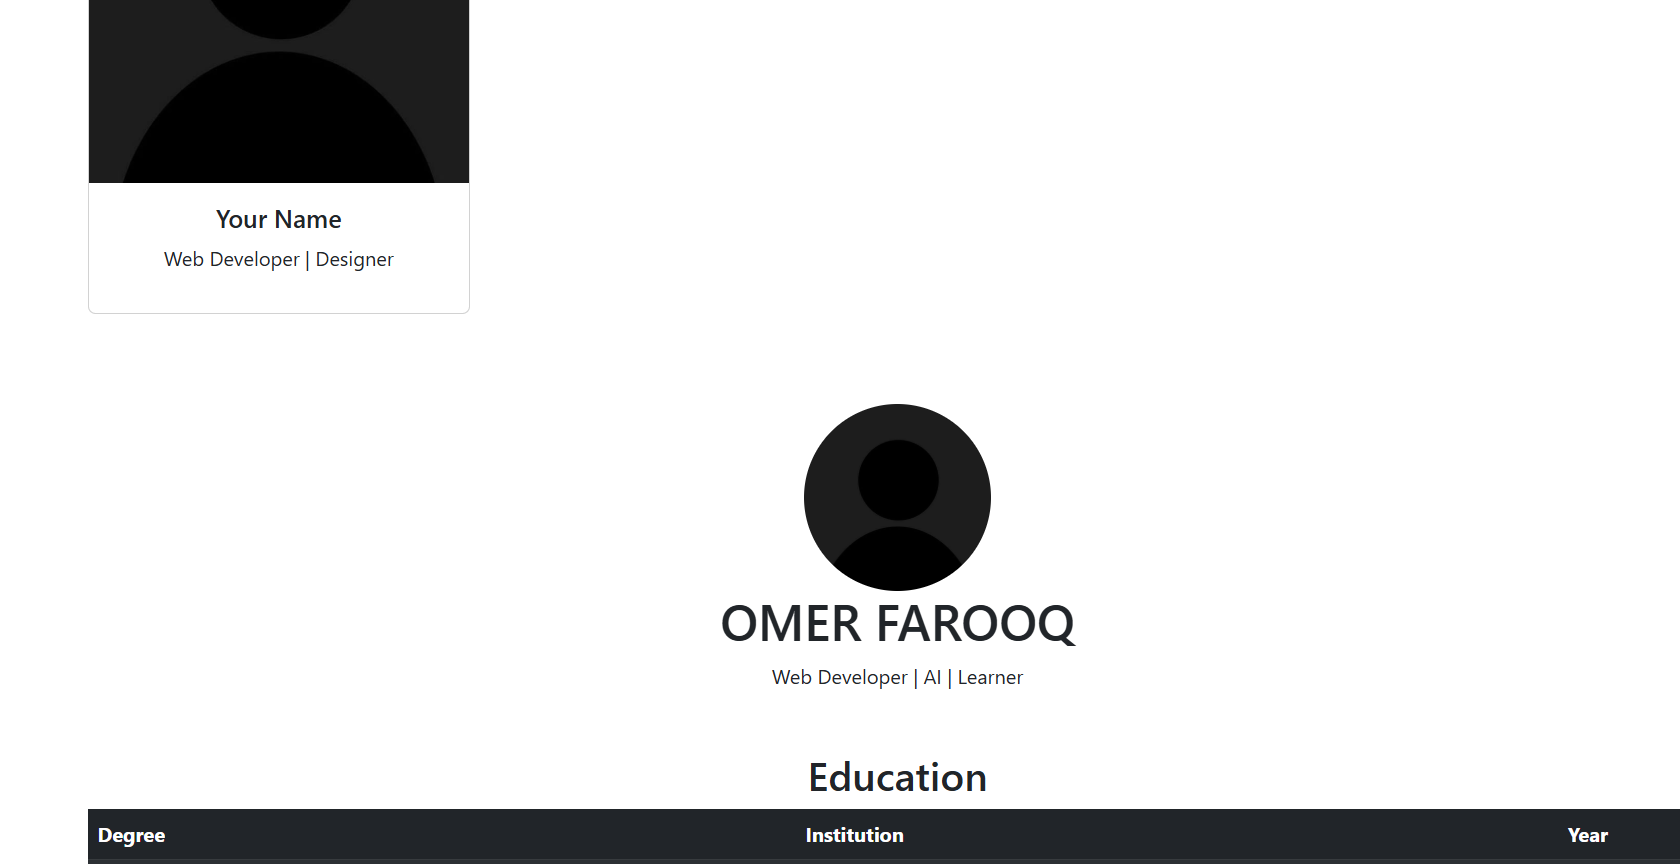 Your Name
Web Developer | Designer
OMER FAROOQ
Web Developer | AI | Learner
Education
Degree Institution Year